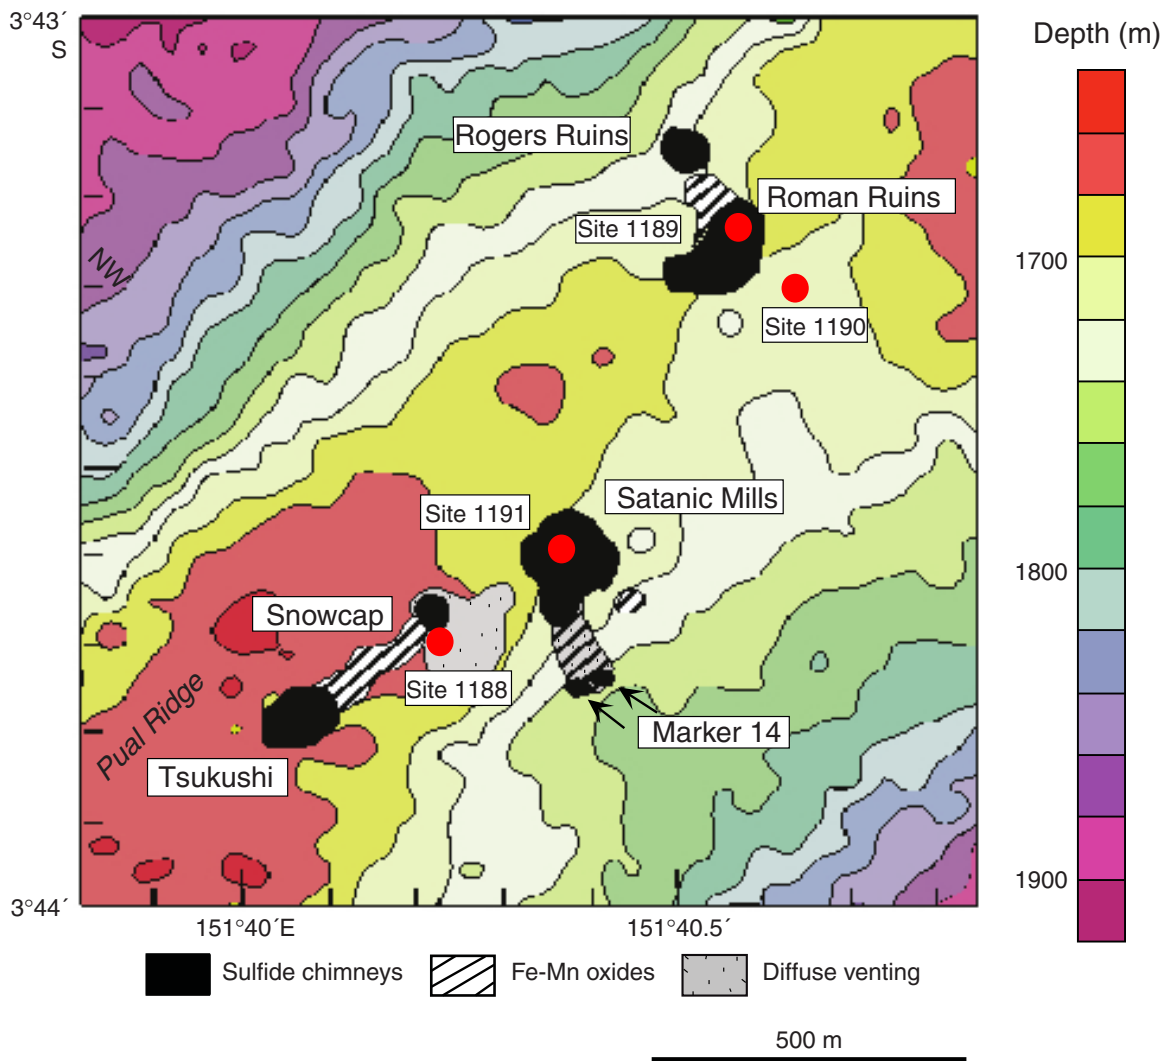 3°43´
S
Depth (m)
Rogers Ruins
Roman Ruins
Site 1189
NW
1700
Site 1190
Satanic Mills
Site 1191
1800
Snowcap
Site 1188
Pual Ridge
Marker 14
Tsukushi
1900
3°44´
151°40´E
151°40.5´
Sulfide chimneys
Fe-Mn oxides
Diffuse venting
500 m